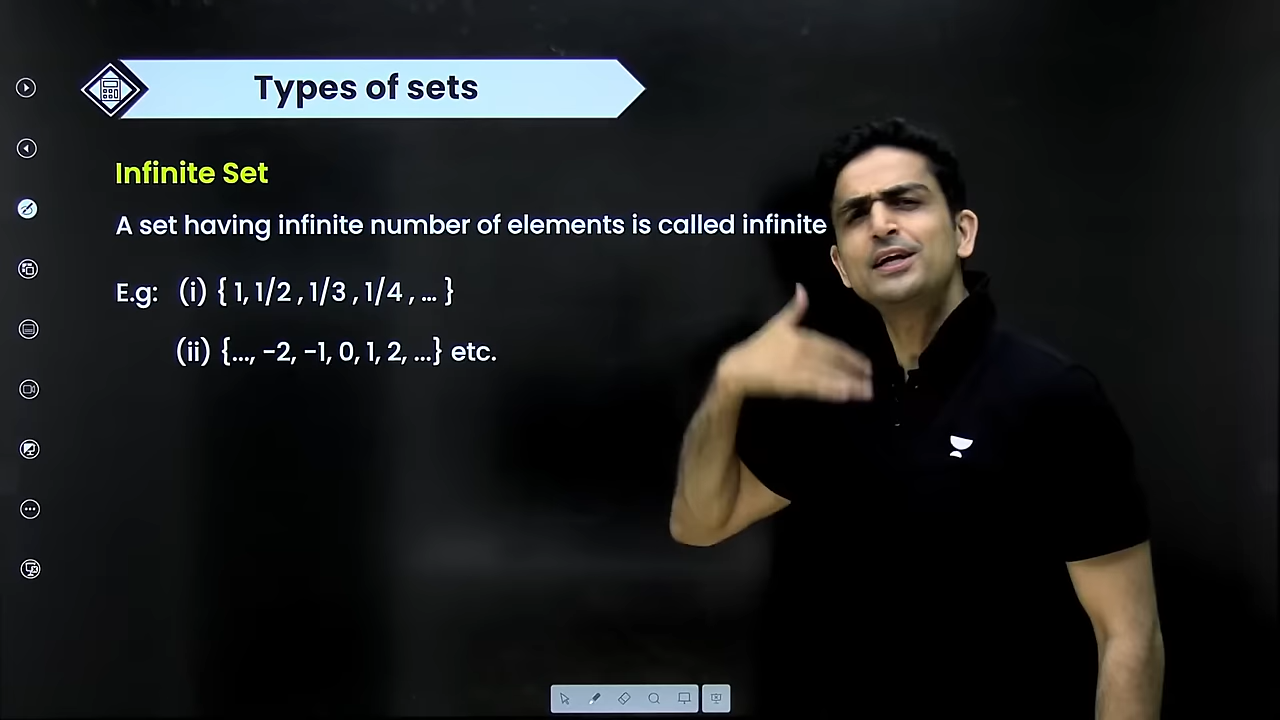 Types of sets
Infinite Set
A set having infinite number of elements is called infinite
E.g: (i) { 1, 1/2 , 1/3 , 1/4 , ... }
(ii) {..., −2, −1, 0, 1, 2, ...} etc.